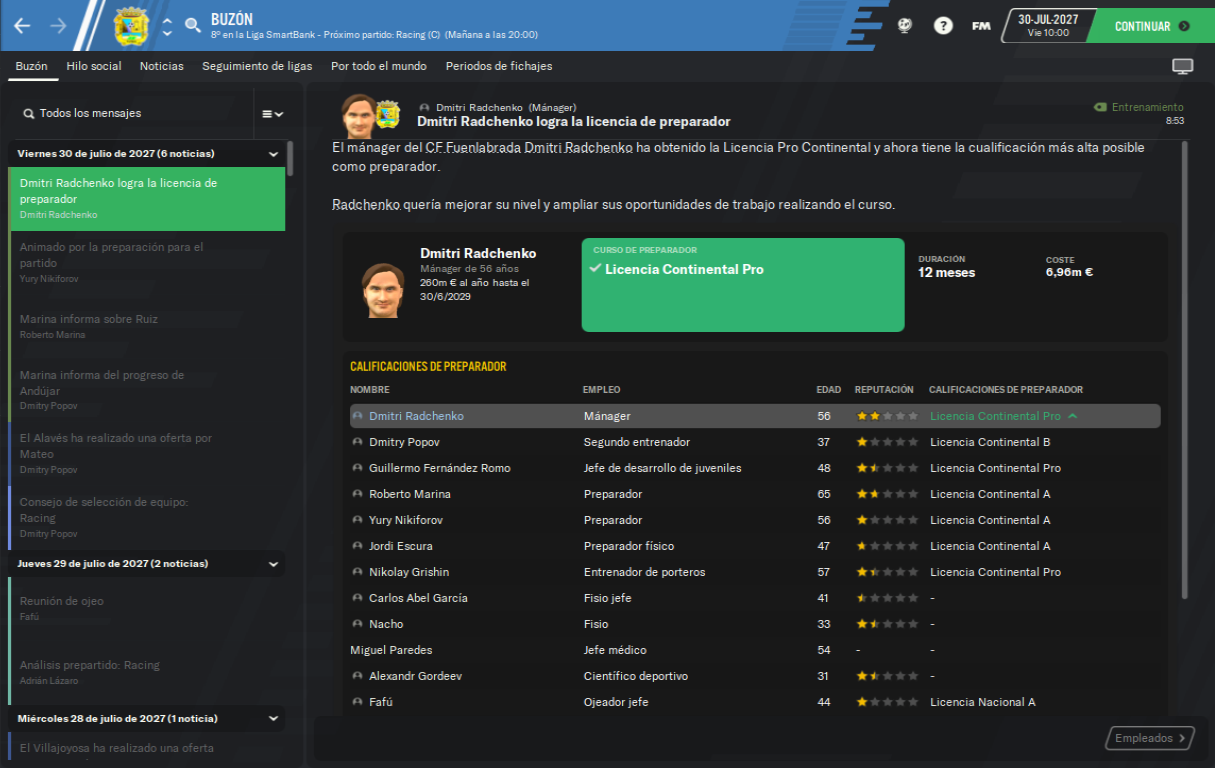 BUZÓN
8º en la Liga SmartBank - Próximo partido: Racing (C) (Mañana a las 20:00)
?
FM
30-JUL-2027
Vie 10:00
CONTINUAR
Buzón Hilo social Noticias Seguimiento de ligas Por todo el mundo Periodos de fichajes
Todos los mensajes
Viernes 30 de julio de 2027 (6 noticias)
Dmitri Radchenko logra la licencia de
preparador
Dmitri Radchenko
Animado por la preparación para el
partido
Yury Nikiforov
Marina informa sobre Ruiz
Roberto Marina
Marina informa del progreso de
Andújar
Dmitry Popov
El Alavés ha realizado una oferta por
Mateo
Dmitry Popov
Consejo de selección de equipo:
Racing
Dmitry Popov
Jueves 29 de julio de 2027 (2 noticias)
Reunión de ojeo
Fafú
Análisis prepartido: Racing
Adrián Lázaro
Miércoles 28 de julio de 2027 (1 noticia)
El Villajoyosa ha realizado una oferta
Dmitri Radchenko (Mánager)
Dmitri Radchenko logra la licencia de preparador
Entrenamiento
8:53
El mánager del CF Fuenlabrada Dmitri Radchenko ha obtenido la Licencia Pro Continental y ahora tiene la cualificación más alta posible
como preparador.
Radchenko quería mejorar su nivel y ampliar sus oportunidades de trabajo realizando el curso.
Dmitri Radchenko
Mánager de 56 años
260m € al año hasta el
30/6/2029
CURSO DE PREPARADOR
Licencia Continental Pro
DURACIÓN
12 meses
COSTE
6,96m €
CALIFICACIONES DE PREPARADOR
NOMBRE EMPLEO EDAD REPUTACIÓN CALIFICACIONES DE PREPARADOR
Dmitri Radchenko Mánager 56 Licencia Continental Pro
Dmitry Popov Segundo entrenador 37 Licencia Continental B
Guillermo Fernández Romo Jefe de desarrollo de juveniles 48 Licencia Continental Pro
Roberto Marina Preparador 65 Licencia Continental A
Yury Nikiforov Preparador 56 Licencia Continental A
Jordi Escura Preparador físico 47 Licencia Continental A
Nikolay Grishin Entrenador de porteros 57 Licencia Continental Pro
Carlos Abel García Fisio jefe 41 -
Nacho Fisio 33 -
Miguel Paredes Jefe médico 54 - -
Alexandr Gordeev Científico deportivo 31 -
Fafú Ojeador jefe 44 Licencia Nacional A
Empleados